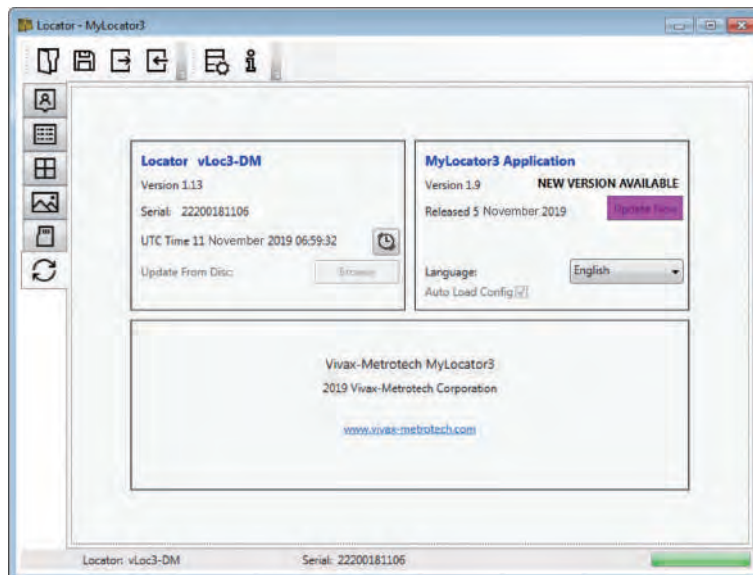 Locator - MyLocator3
Locator vLoc3-DM
Version 1.13
Serial: 22200181106
UTC Time 11 November 2019 06:59:32
Update From Disc:
Browse
MyLocator3 Application
Version 1.9
NEW VERSION AVAILABLE
Released 5 November 2019
Update Now
Language:
English
Auto Load Config
Vivax-Metrotech MyLocator3
2019 Vivax-Metrotech Corporation
www.vivax-metrotech.com
Locator: vLoc3-DM
Serial: 22200181106